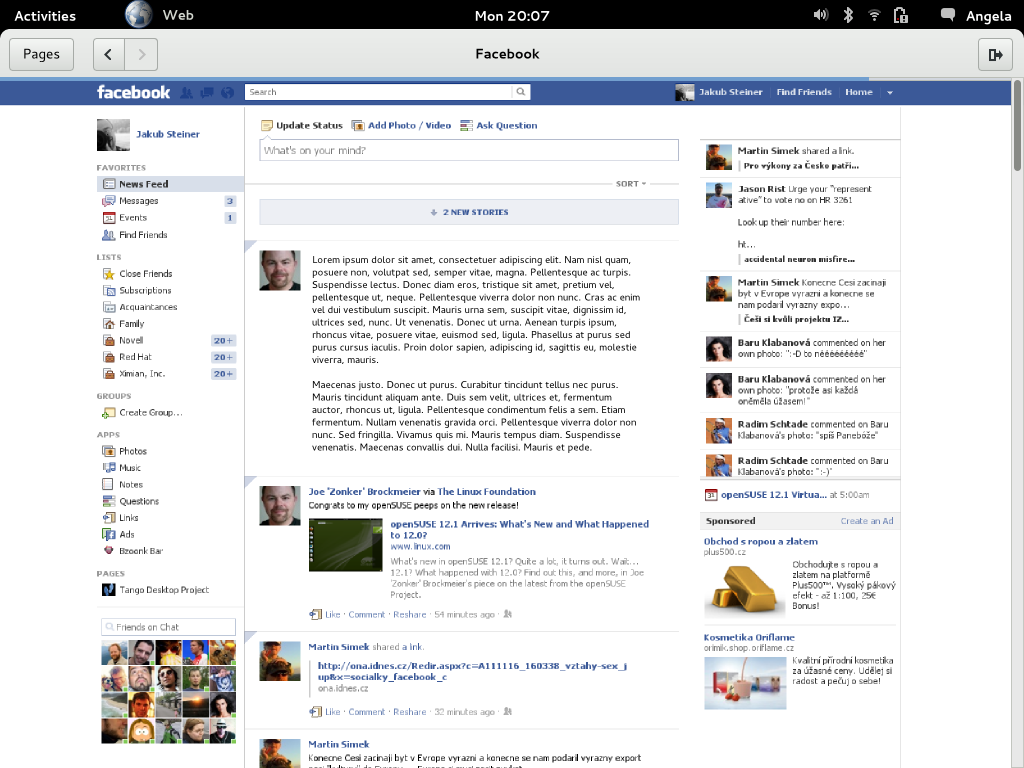 Activities
Web
Mon 20:07
Angela
Pages
Facebook
facebook
Search
Jakub Steiner
Find Friends
Home
Jakub Steiner
FAVORITES
News Feed
Messages 3
Events 1
Find Friends
LISTS
Close Friends
Subscriptions
Acquaintances
Family
Novell 20+
Red Hat 20+
Ximian, Inc. 20+
GROUPS
Create Group...
APPS
Photos
Music
Notes
Questions
Links
Ads
Bzoonk Bar
PAGES
Tango Desktop Project
Friends on Chat
Update Status Add Photo / Video Ask Question
What's on your mind?
SORT
2 NEW STORIES
Lorem ipsum dolor sit amet, consectetuer adipiscing elit. Nam nisl quam,
posuere non, volutpat sed, semper vitae, magna. Pellentesque ac turpis.
Suspendisse lectus. Donec diam eros, tristique sit amet, pretium vel,
pellentesque ut, neque. Pellentesque viverra dolor non nunc. Cras ac enim
vel dui vestibulum suscipit. Mauris urna sem, suscipit vitae, dignissim id,
ultrices sed, nunc. Ut venenatis. Donec ut urna. Aenean turpis ipsum,
rhoncus vitae, posuere vitae, euismod sed, ligula. Phasellus at purus sed
purus cursus iaculis. Proin dolor sapien, adipiscing id, sagittis eu, molestie
viverra, mauris.
Maecenas justo. Donec ut purus. Curabitur tincidunt tellus nec purus.
Mauris tincidunt aliquam ante. Duis sem velit, ultrices et, fermentum
auctor, rhoncus ut, ligula. Pellentesque condimentum felis a sem. Etiam
fermentum. Nullam venenatis gravida orci. Pellentesque viverra dolor non
nunc. Sed fringilla. Vivamus quis mi. Mauris tempus diam. Suspendisse
venenatis. Maecenas convallis dui. Nulla facilisi. Mauris et pede.
Joe 'Zonker' Brockmeier via The Linux Foundation
Congrats to my openSUSE peeps on the new release!
openSUSE 12.1 Arrives: What's New and What Happened
to 12.0?
www.linux.com
What's new in openSUSE 12.1? Quite a lot, it turns out. Wait...
12.1? What happened with 12.0? Find out this, and more, in Joe
'Zonker' Brockmeier's piece on the latest from the openSUSE
Project.
Like · Comment · Reshare · 54 minutes ago ·
Martin Simek shared a link.
http://ona.idnes.cz/Redir.aspx?c=A111116_160338_vztahy-sex_j
up&x=socialky_facebook_c
ona.idnes.cz
Like · Comment · Reshare · 32 minutes ago ·
Martin Simek
Konecne Cesi zacinaji byt v Evrope vyrazni a konecne se nam podaril vyrazny export
Martin Simek shared a link.
Pro výkony za Česko patři...
Jason Rist Urge your "represent
ative" to vote no on HR 3261
Look up their number here:
ht...
accidental neuron misfire...
Martin Simek Konecne Cesi zacinaji
byt v Evrope vyrazni a konecne se
nam podaril vyrazny expo...
Češi si kvůli projektu IZ...
Baru Klabanová commented on her
own photo: ":-D to nééééééééé"
Baru Klabanová commented on her
own photo: "protože asi každá
oněměla úžasem!"
Radim Schtade commented on Baru
Klabanová's photo: "spíš Panebóže"
Radim Schtade commented on Baru
Klabanová's photo: ":-)"
openSUSE 12.1 Virtua... at 5:00am
Sponsored Create an Ad
Obchod s ropou a zlatem
plus500.cz
Obchodujte s ropou a
zlatem na platformě
Plus500™. Vysoký pákový
efekt - až 1:100, 25€
Bonus!
Kosmetika Oriflame
orimik.shop.oriflame.cz
Kvalitní přírodní kosmetika
za úžasné ceny. Udělej si
radost a pečuj o sebe!